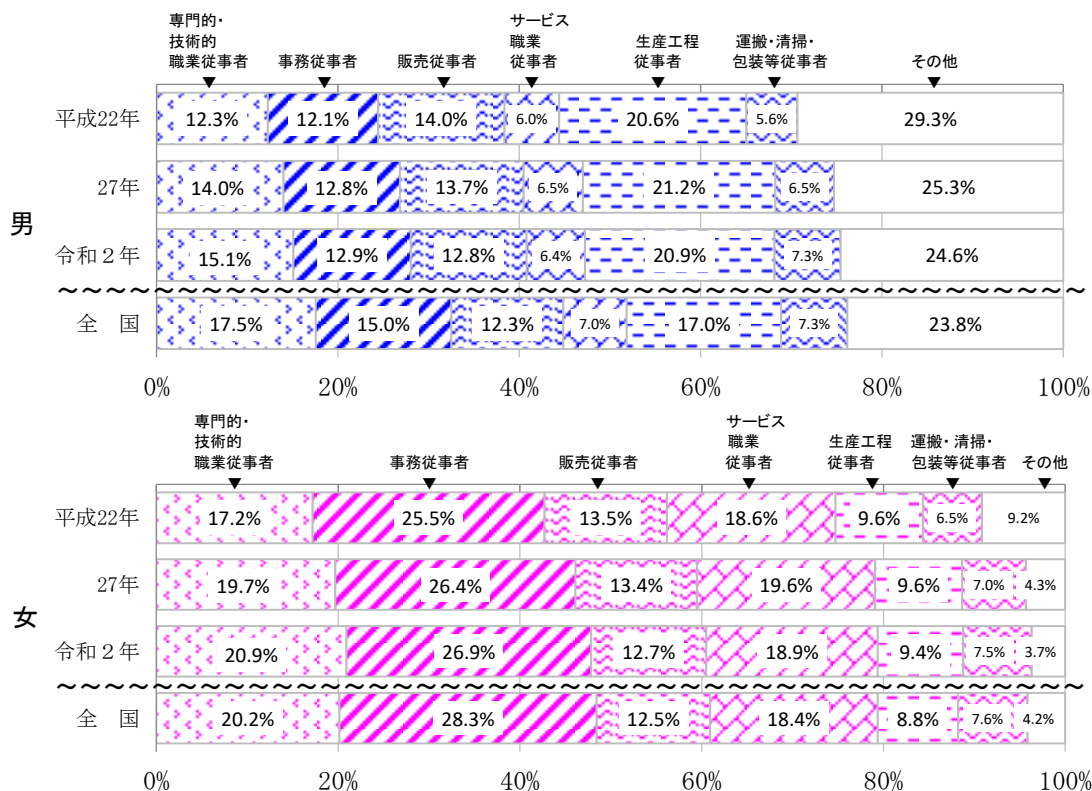 専門的・
技術的
職業従事者
事務従事者
販売従事者
サービス
職業
従事者
生産工程
従事者
運搬・清掃・
包装等従事者
その他
男
平成22年 12.3% 12.1% 14.0% 6.0% 20.6% 5.6% 29.3%
27年 14.0% 12.8% 13.7% 6.5% 21.2% 6.5% 25.3%
令和２年 15.1% 12.9% 12.8% 6.4% 20.9% 7.3% 24.6%
全　国 17.5% 15.0% 12.3% 7.0% 17.0% 7.3% 23.8%
0% 20% 40% 60% 80% 100%
専門的・
技術的
職業従事者
事務従事者
販売従事者
サービス
職業
従事者
生産工程
従事者
運搬・清掃・
包装等従事者
その他
女
平成22年 17.2% 25.5% 13.5% 18.6% 9.6% 6.5% 9.2%
27年 19.7% 26.4% 13.4% 19.6% 9.6% 7.0% 4.3%
令和２年 20.9% 26.9% 12.7% 18.9% 9.4% 7.5% 3.7%
全　国 20.2% 28.3% 12.5% 18.4% 8.8% 7.6% 4.2%
0% 20% 40% 60% 80% 100%